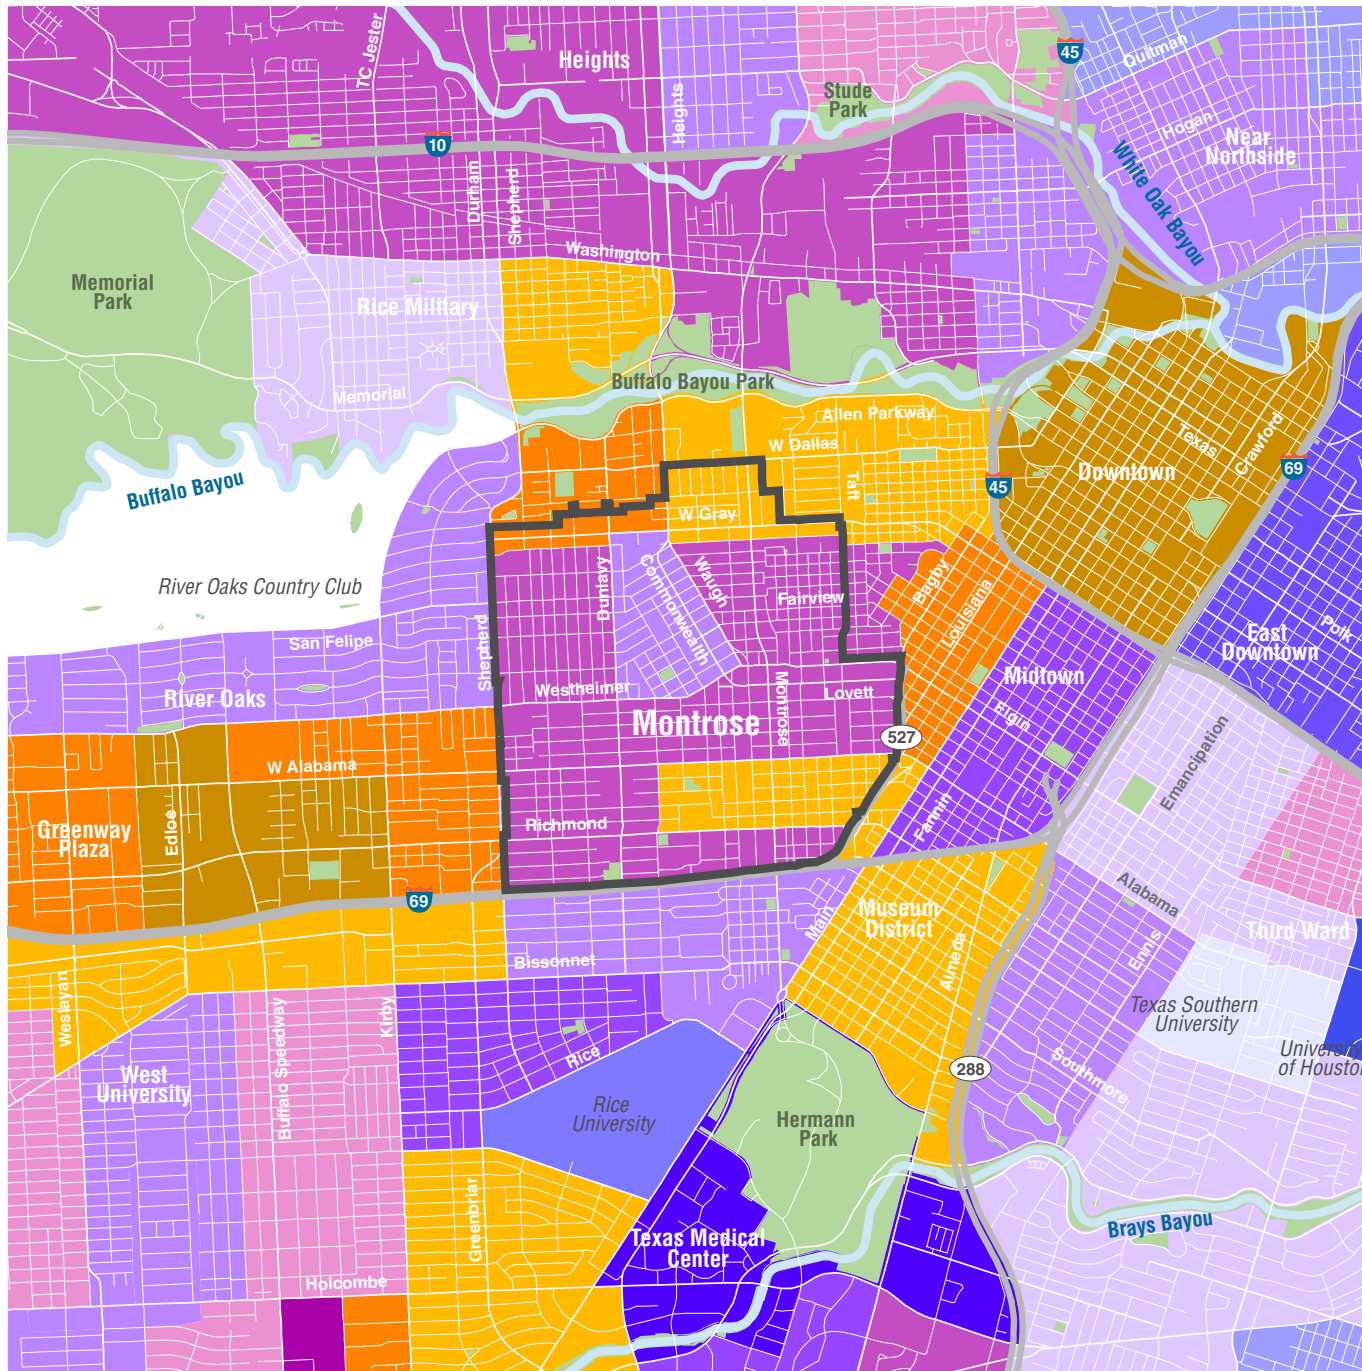 TC Jester
Heights
Heights
Stude
Park
45
Quitman
Hogan
Near
Northside
10
Durham
Shepherd
White Oak Bayou
Washington
Memorial
Park
Rice Military
Memorial
Buffalo Bayou Park
Allen Parkway
W Dallas
Taft
Texas
Crawford
Downtown
69
45
Buffalo Bayou
W Gray
River Oaks Country Club
Dunlavy
Commonwealth
Waugh
Fairview
Bagby
Louisiana
San Felipe
Shepherd
East
Downtown
Polk
River Oaks
Westheimer
Montrose
Montrose
Lovett
Midtown
Elgin
527
W Alabama
Emancipation
Greenway
Plaza
Edloe
Richmond
Fannin
69
Alabama
Main
Museum
District
Almeda
Ennis
Third Ward
Bissonnet
Weslayan
Buffalo Speedway
Kirby
Rice
Texas Southern
University
University
of Houston
West
University
Rice
University
Hermann
Park
288
Southmore
Greenbriar
Texas Medical
Center
Brays Bayou
Holcombe